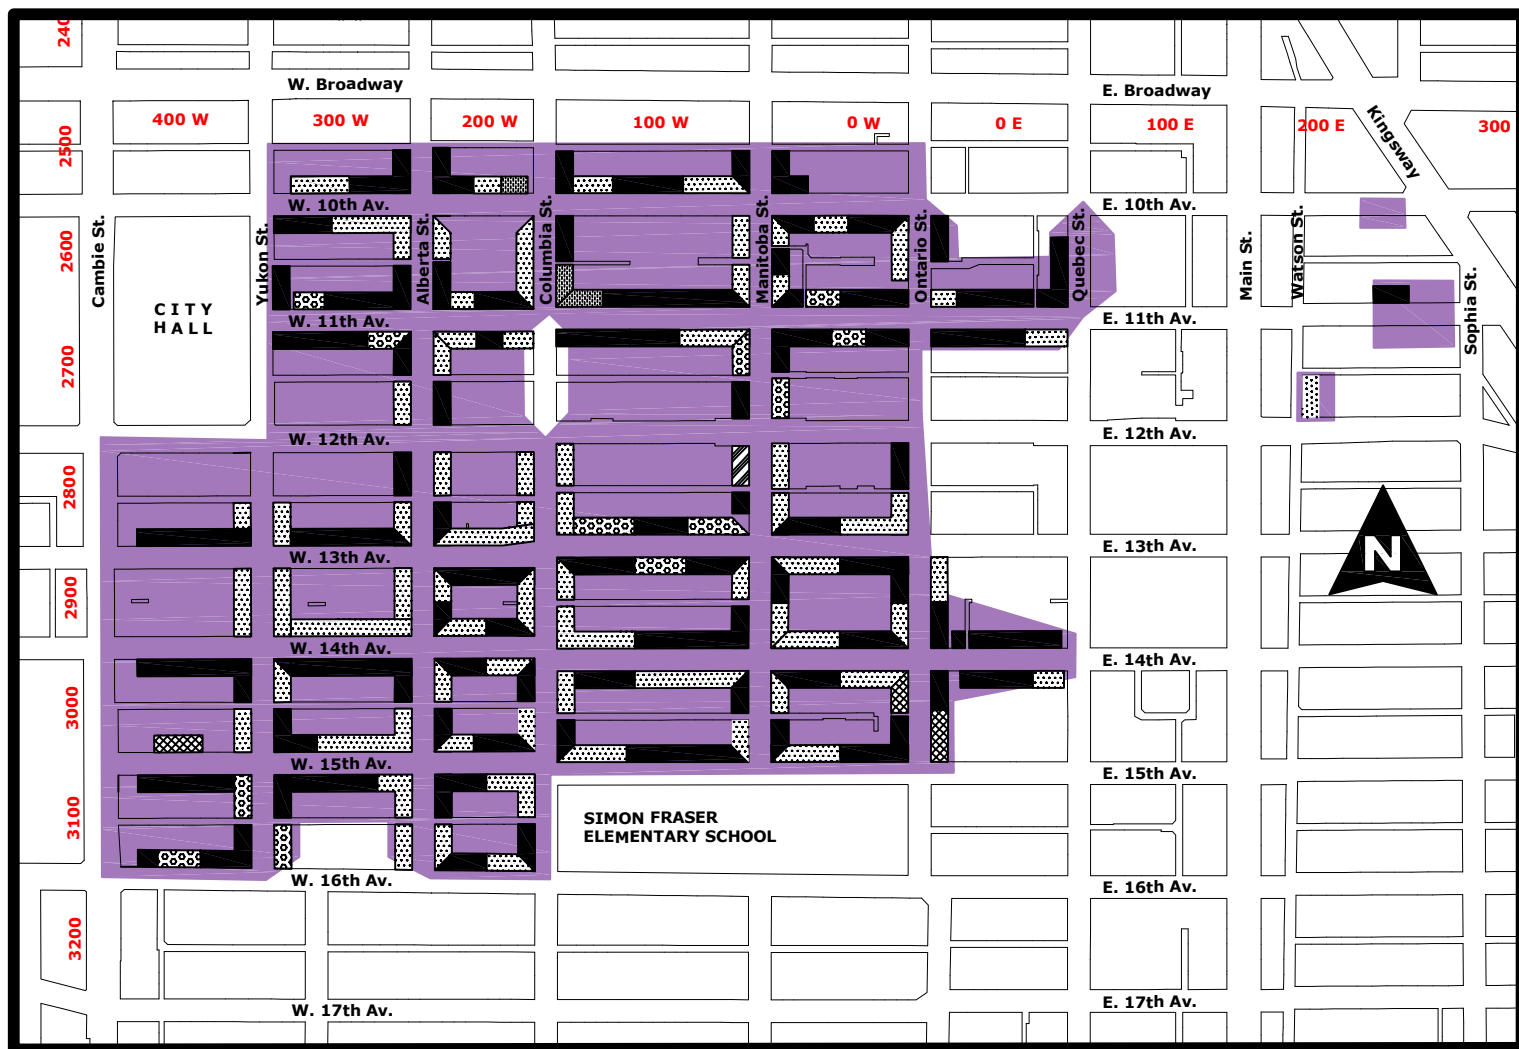 240
W. Broadway
E. Broadway
400 W
300 W
200 W
100 W
0 W
0 E
100 E
200 E
300
Kingsway
2500
W. 10th Av.
E. 10th Av.
2600
Cambie St.
Yukon St.
Alberta St.
Columbia St.
Manitoba St.
Ontario St.
Quebec St.
Main St.
Watson St.
Sophia St.
CITY
HALL
W. 11th Av.
E. 11th Av.
2700
W. 12th Av.
E. 12th Av.
2800
W. 13th Av.
E. 13th Av.
N
2900
W. 14th Av.
E. 14th Av.
3000
W. 15th Av.
E. 15th Av.
3100
SIMON FRASER
ELEMENTARY SCHOOL
W. 16th Av.
E. 16th Av.
3200
W. 17th Av.
E. 17th Av.